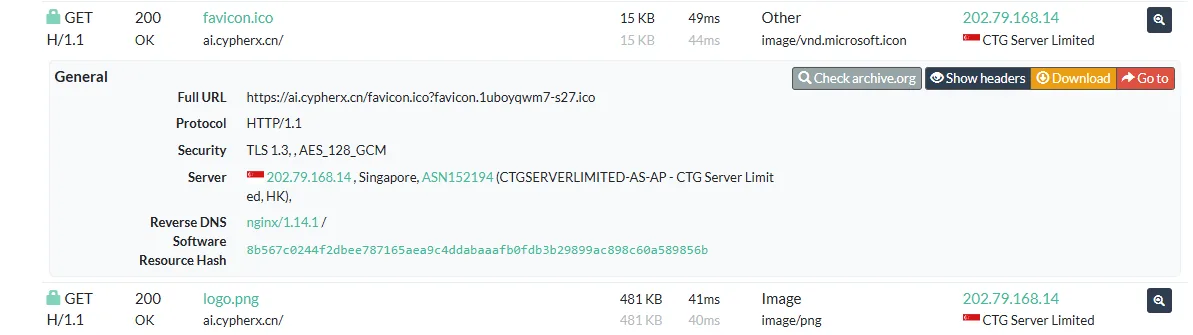 GET 200 favicon.ico 15 KB 49ms Other 202.79.168.14
H/1.1 OK ai.cypherx.cn/ 15 KB 44ms image/vnd.microsoft.icon CTG Server Limited
General Check archive.org Show headers Download Go to
Full URL https://ai.cypherx.cn/favicon.ico?favicon.1uboyqwm7-s27.ico
Protocol HTTP/1.1
Security TLS 1.3, , AES_128_GCM
Server 202.79.168.14 , Singapore, ASN152194 (CTGSERVERLIMITED-AS-AP - CTG Server Limit
ed, HK),
Reverse DNS nginx/1.14.1 /
Software
Resource Hash 8b567c0244f2dbee787165aea9c4ddabaaafb0fdb3b29899ac898c60a589856b
GET 200 logo.png 481 KB 41ms Image 202.79.168.14
H/1.1 OK ai.cypherx.cn/ 481 KB 40ms image/png CTG Server Limited